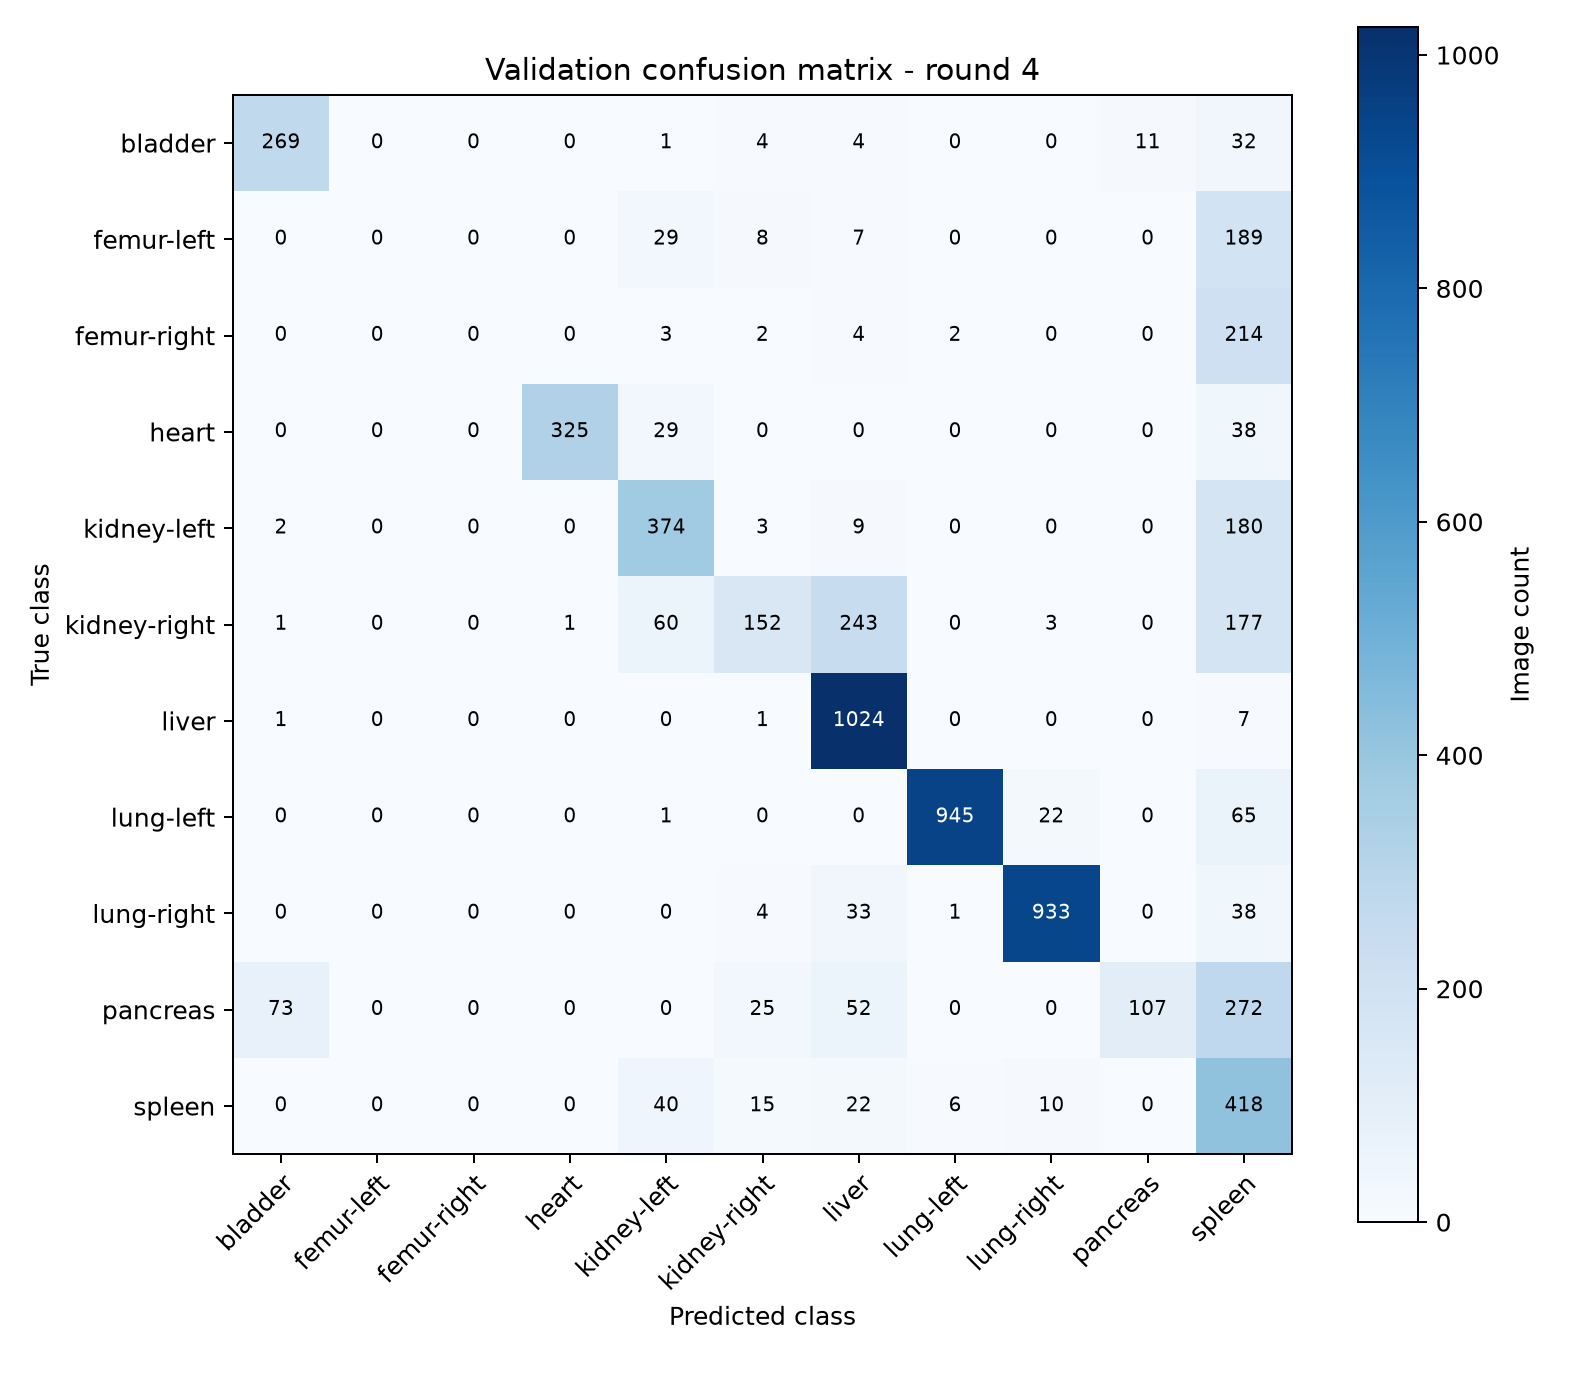 Validation confusion matrix - round 4
True class
bladder 269 0 0 0 1 4 4 0 0 11 32
femur-left 0 0 0 0 29 8 7 0 0 0 189
femur-right 0 0 0 0 3 2 4 2 0 0 214
heart 0 0 0 325 29 0 0 0 0 0 38
kidney-left 2 0 0 0 374 3 9 0 0 0 180
kidney-right 1 0 0 1 60 152 243 0 3 0 177
liver 1 0 0 0 0 1 1024 0 0 0 7
lung-left 0 0 0 0 1 0 0 945 22 0 65
lung-right 0 0 0 0 0 4 33 1 933 0 38
pancreas 73 0 0 0 0 25 52 0 0 107 272
spleen 0 0 0 0 40 15 22 6 10 0 418
bladder femur-left femur-right heart kidney-left kidney-right liver lung-left lung-right pancreas spleen
Predicted class
1000
800
600
400
200
0
Image count